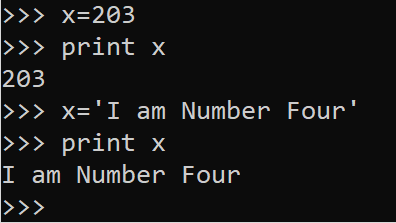 >>> x=203
>>> print x
203
>>> x='I am Number Four'
>>> print x
I am Number Four
>>>